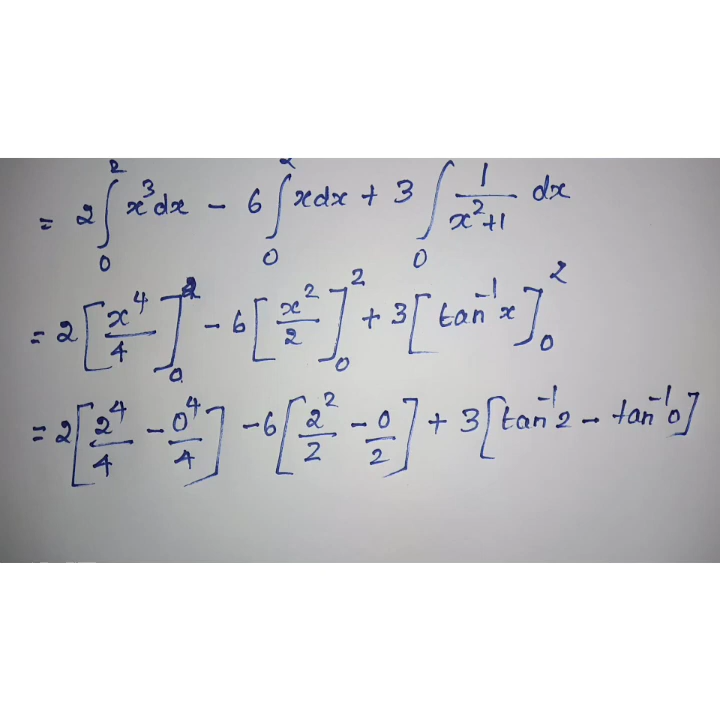 = 2∫₀² x³dx − 6∫₀² xdx + 3∫₀ 1/(x²+1) dx
= 2[x⁴/4]₀² − 6[x²/2]₀² + 3[tan⁻¹x]₀²
= 2[2⁴/4 − 0⁴/4] − 6[2²/2 − 0/2] + 3[tan⁻¹2 − tan⁻¹0]